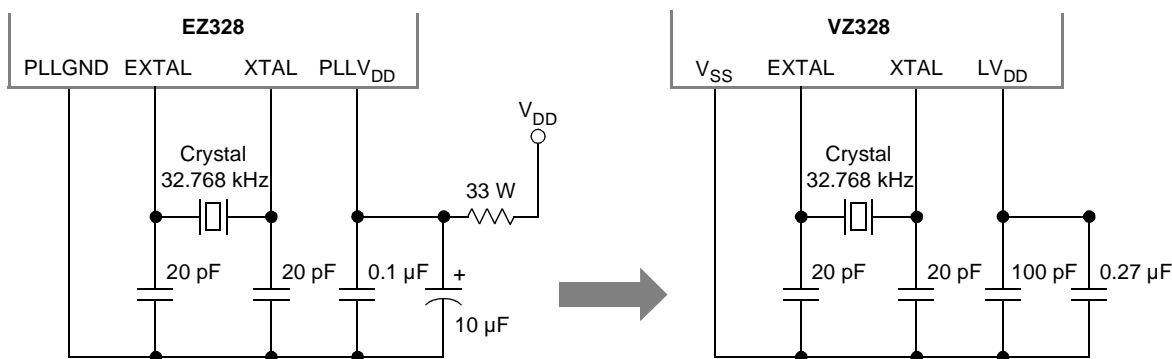 EZ328
PLLGND EXTAL XTAL PLLVDD
VDD
Crystal
32.768 kHz
33 W
20 pF 20 pF 0.1 µF +
10 µF
VZ328
VSS EXTAL XTAL LVDD
Crystal
32.768 kHz
20 pF 20 pF 100 pF 0.27 µF